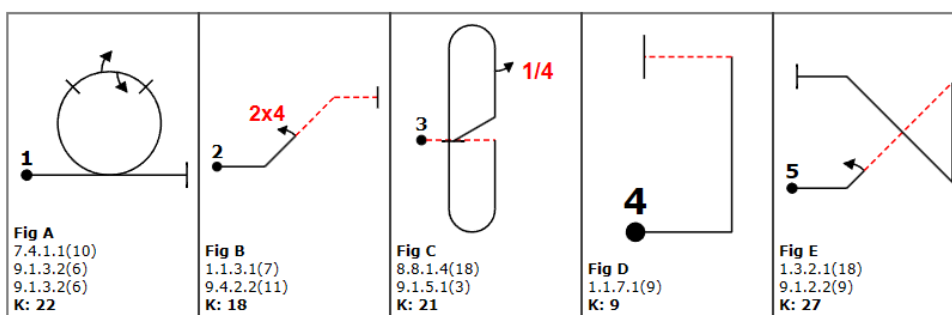 1
Fig A
7.4.1.1(10)
9.1.3.2(6)
9.1.3.2(6)
K: 22
2x4
2
Fig B
1.1.3.1(7)
9.4.2.2(11)
K: 18
1/4
3
Fig C
8.8.1.4(18)
9.1.5.1(3)
K: 21
4
Fig D
1.1.7.1(9)
K: 9
5
Fig E
1.3.2.1(18)
9.1.2.2(9)
K: 27